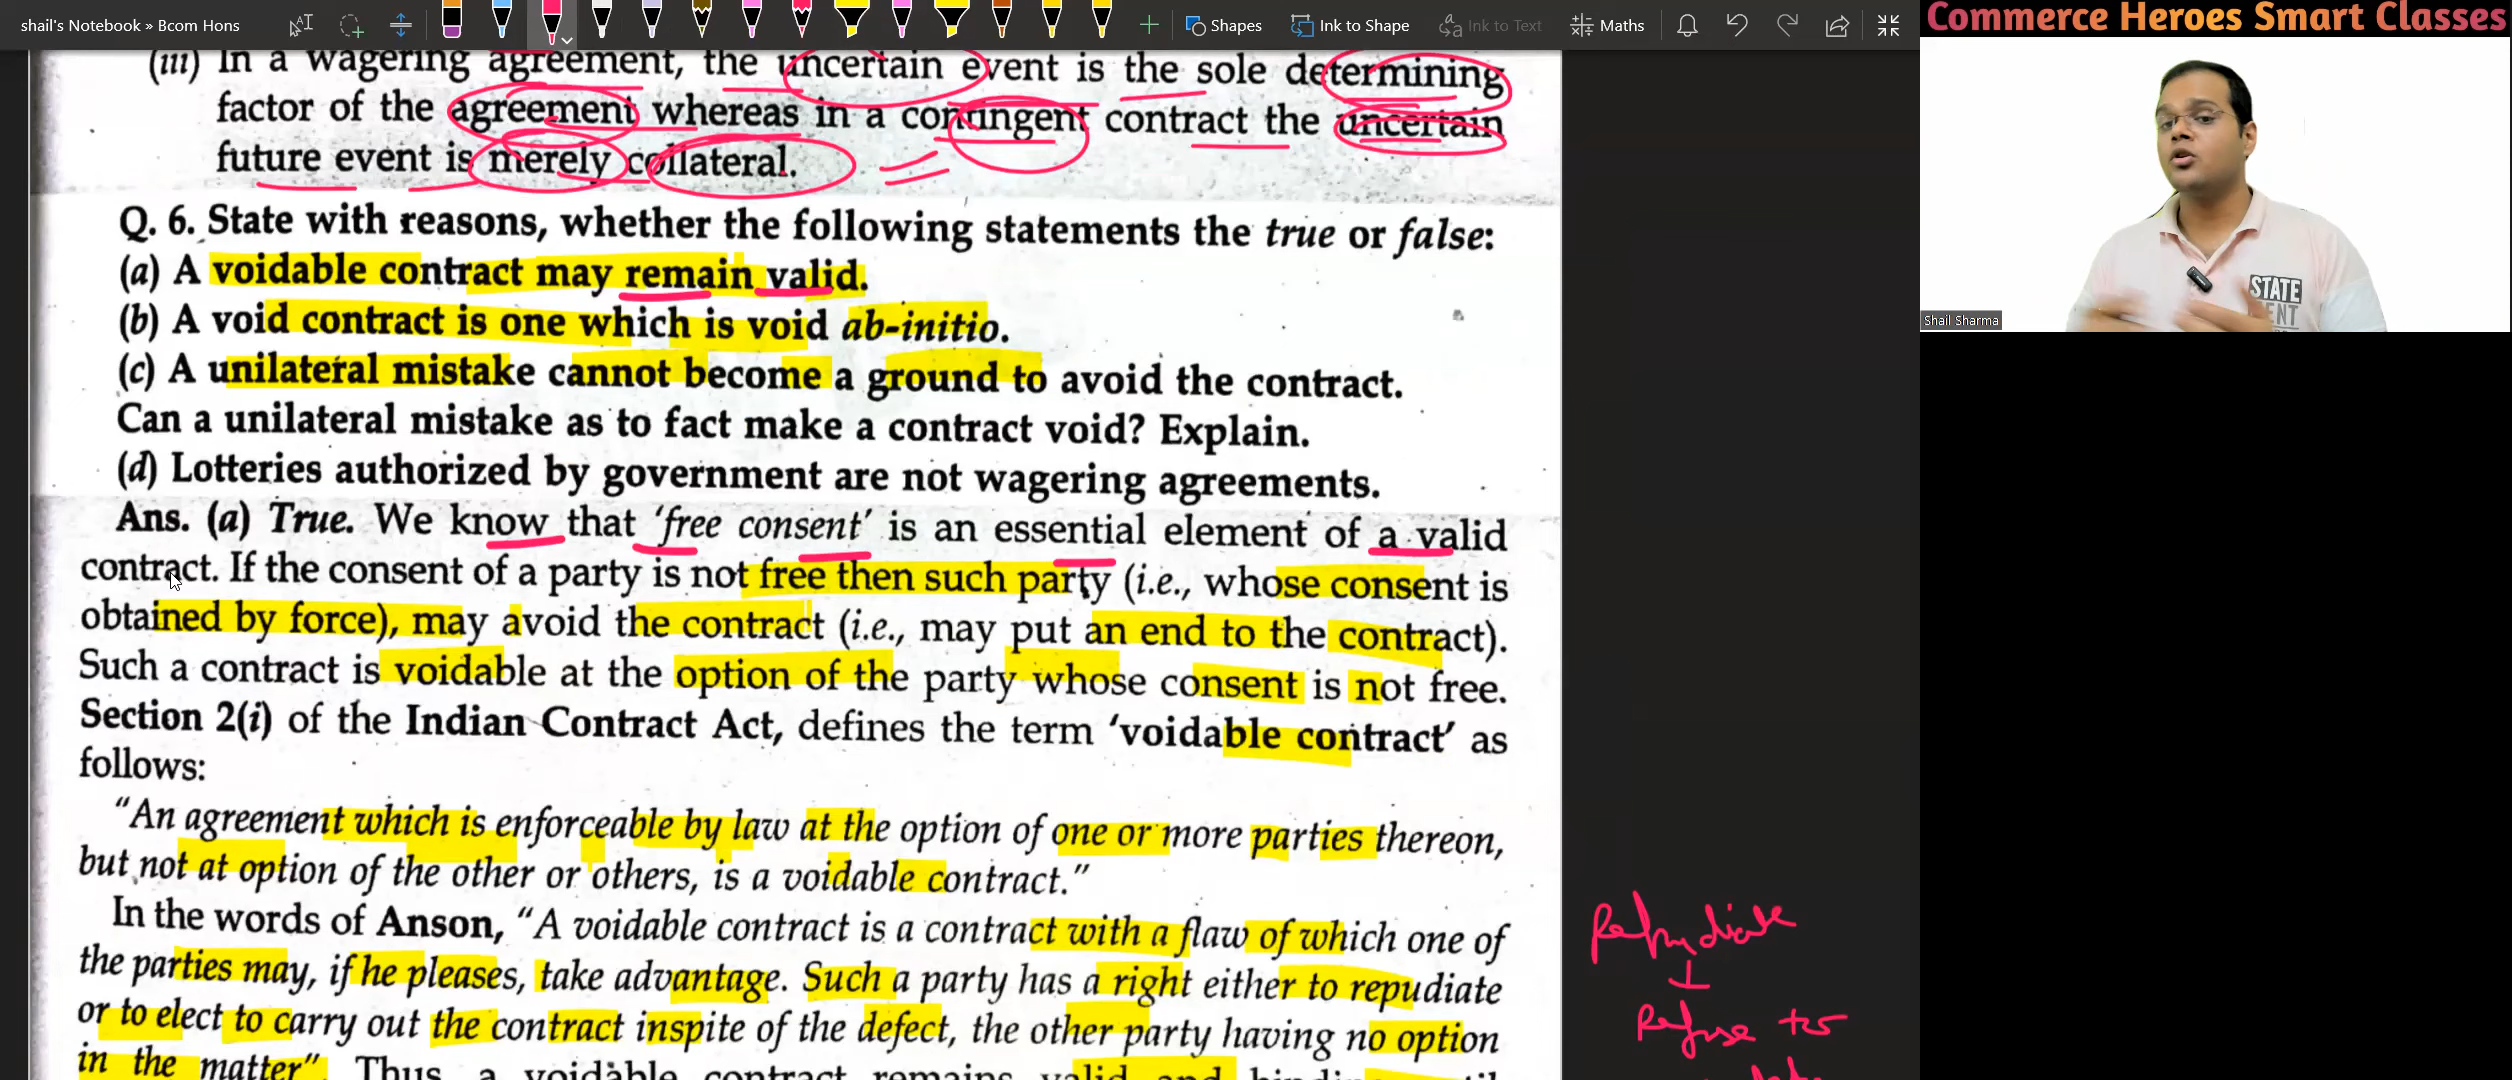 shail's Notebook » Bcom Hons
Shapes
Ink to Shape
Ink to Text
Maths
Commerce Heroes Smart Classes
(iii) In a wagering agreement, the uncertain event is the sole determining
factor of the agreement whereas in a contingent contract the uncertain
future event is merely collateral.
Q. 6. State with reasons, whether the following statements the true or false:
(a) A voidable contract may remain valid.
(b) A void contract is one which is void ab-initio.
(c) A unilateral mistake cannot become a ground to avoid the contract.
Can a unilateral mistake as to fact make a contract void? Explain.
(d) Lotteries authorized by government are not wagering agreements.
Ans. (a) True. We know that 'free consent' is an essential element of a valid
contract. If the consent of a party is not free then such party (i.e., whose consent is
obtained by force), may avoid the contract (i.e., may put an end to the contract).
Such a contract is voidable at the option of the party whose consent is not free.
Section 2(i) of the Indian Contract Act, defines the term 'voidable contract' as
follows:
"An agreement which is enforceable by law at the option of one or more parties thereon,
but not at option of the other or others, is a voidable contract."
In the words of Anson, "A voidable contract is a contract with a flaw of which one of
the parties may, if he pleases, take advantage. Such a party has a right either to repudiate
or to elect to carry out the contract inspite of the defect, the other party having no option
in the matter". Thus, a voidable contract remains valid and binding until
Repudiate
Refuse to
STATE
Shail Sharma